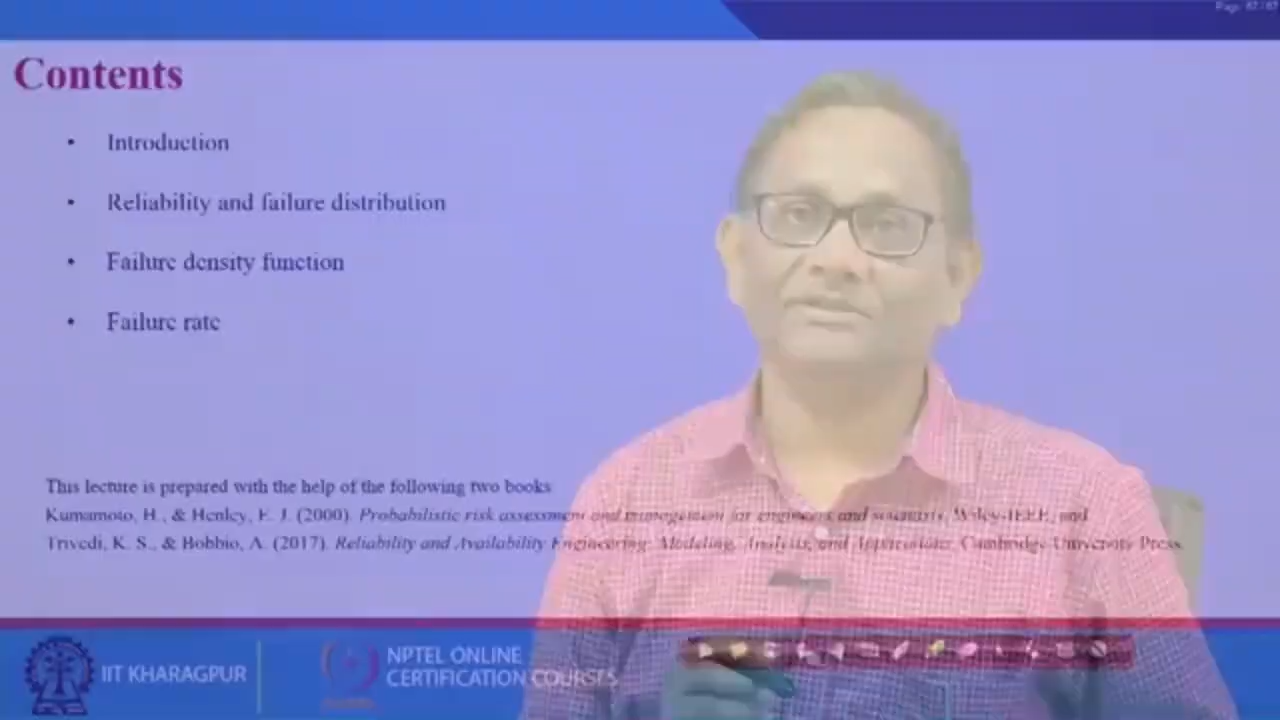 Page 67 / 67
Contents
• Introduction
• Reliability and failure distribution
• Failure density function
• Failure rate
This lecture is prepared with the help of the following two books
Kumamoto, H., & Henley, E. J. (2000). Probabilistic risk assessment and management for engineers and scientists, Wiley-IEEE, and
Trivedi, K. S., & Bobbio, A. (2017). Reliability and Availability Engineering: Modeling, Analysis, and Applications, Cambridge University Press.
IIT KHARAGPUR
NPTEL ONLINE
CERTIFICATION COURSES